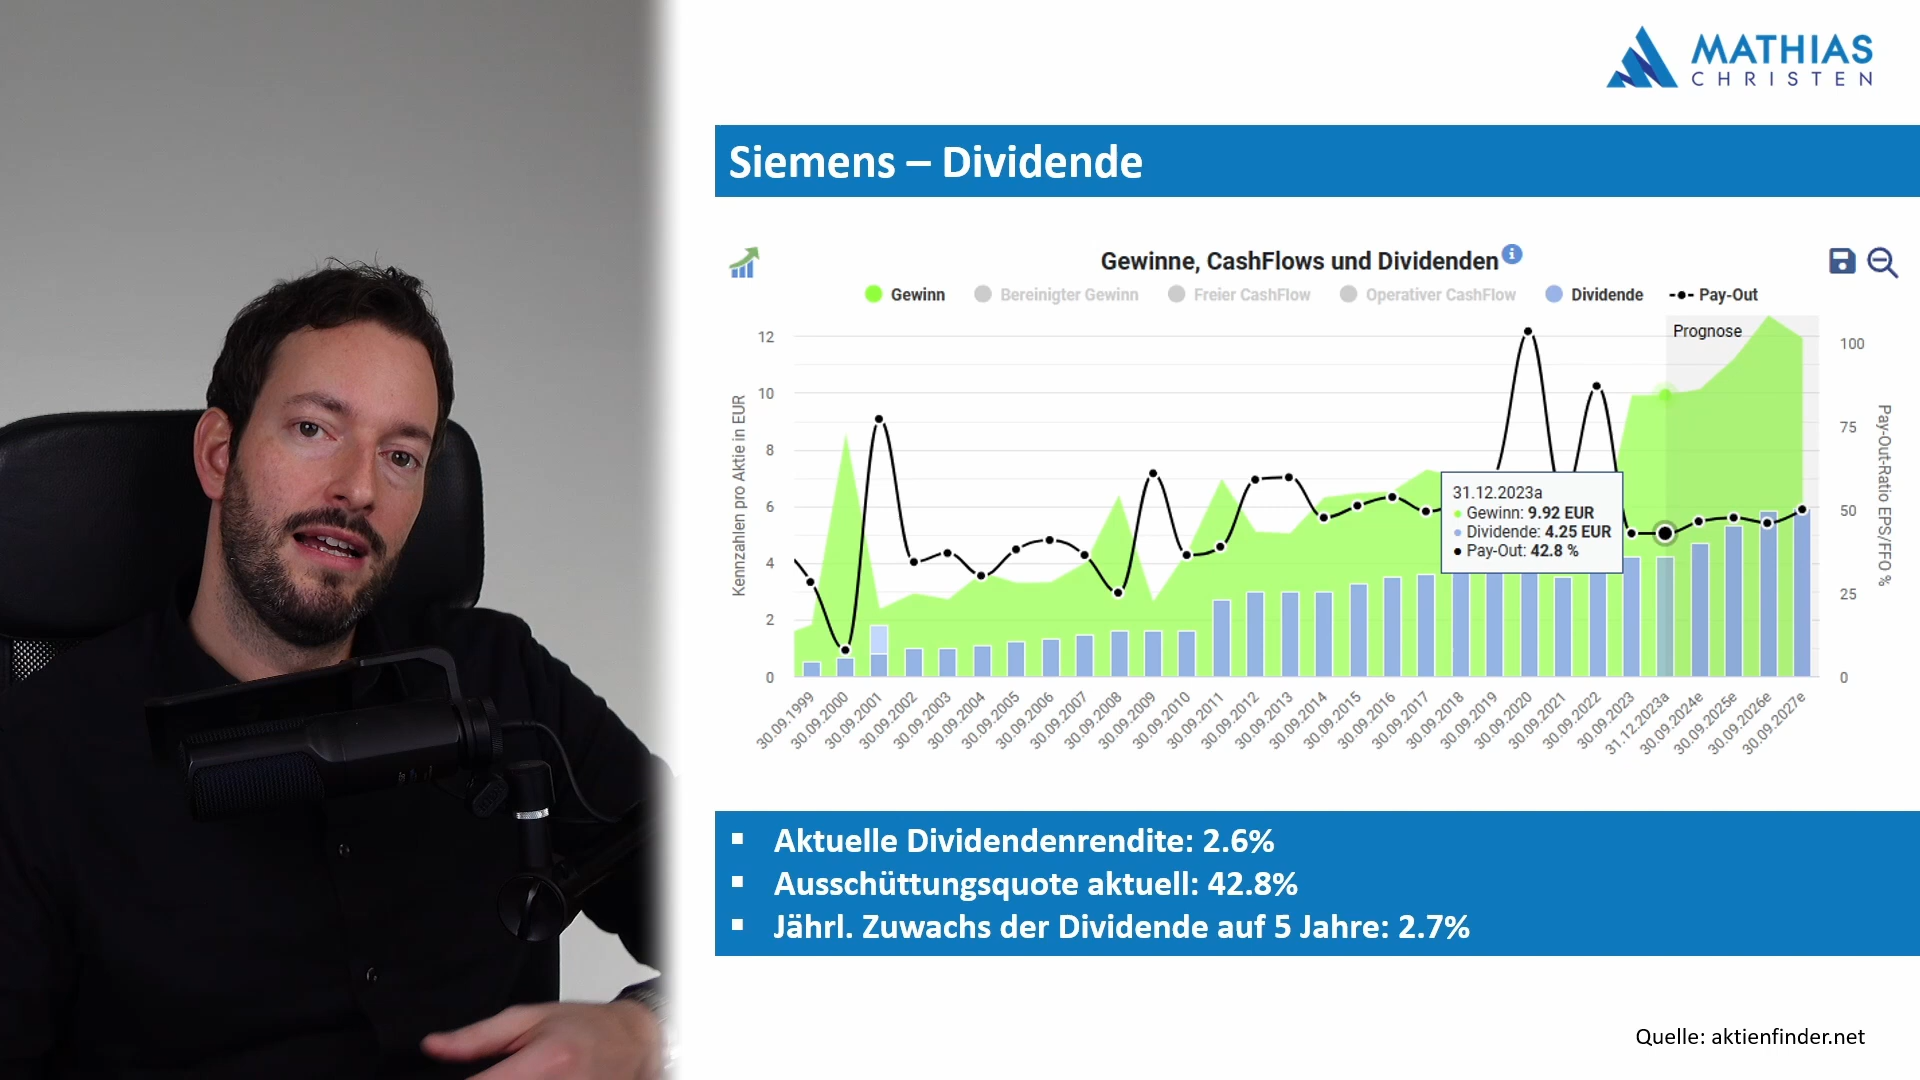 MATHIAS
CHRISTEN
Siemens – Dividende
Gewinne, CashFlows und Dividenden
i
Gewinn
Bereinigter Gewinn
Freier CashFlow
Operativer CashFlow
Dividende
Pay-Out
Kennzahlen pro Aktie in EUR
12
10
8
6
4
2
0
Prognose
100
75
50
25
0
Pay-Out-Ratio EPS/FFO %
31.12.2023a
Gewinn: 9.92 EUR
Dividende: 4.25 EUR
Pay-Out: 42.8 %
30.09.1999
30.09.2000
30.09.2001
30.09.2002
30.09.2003
30.09.2004
30.09.2005
30.09.2006
30.09.2007
30.09.2008
30.09.2009
30.09.2010
30.09.2011
30.09.2012
30.09.2013
30.09.2014
30.09.2015
30.09.2016
30.09.2017
30.09.2018
30.09.2019
30.09.2020
30.09.2021
30.09.2022
30.09.2023
31.12.2023a
30.09.2024e
30.09.2025e
30.09.2026e
30.09.2027e
▪ Aktuelle Dividendenrendite: 2.6%
▪ Ausschüttungsquote aktuell: 42.8%
▪ Jährl. Zuwachs der Dividende auf 5 Jahre: 2.7%
Quelle: aktienfinder.net